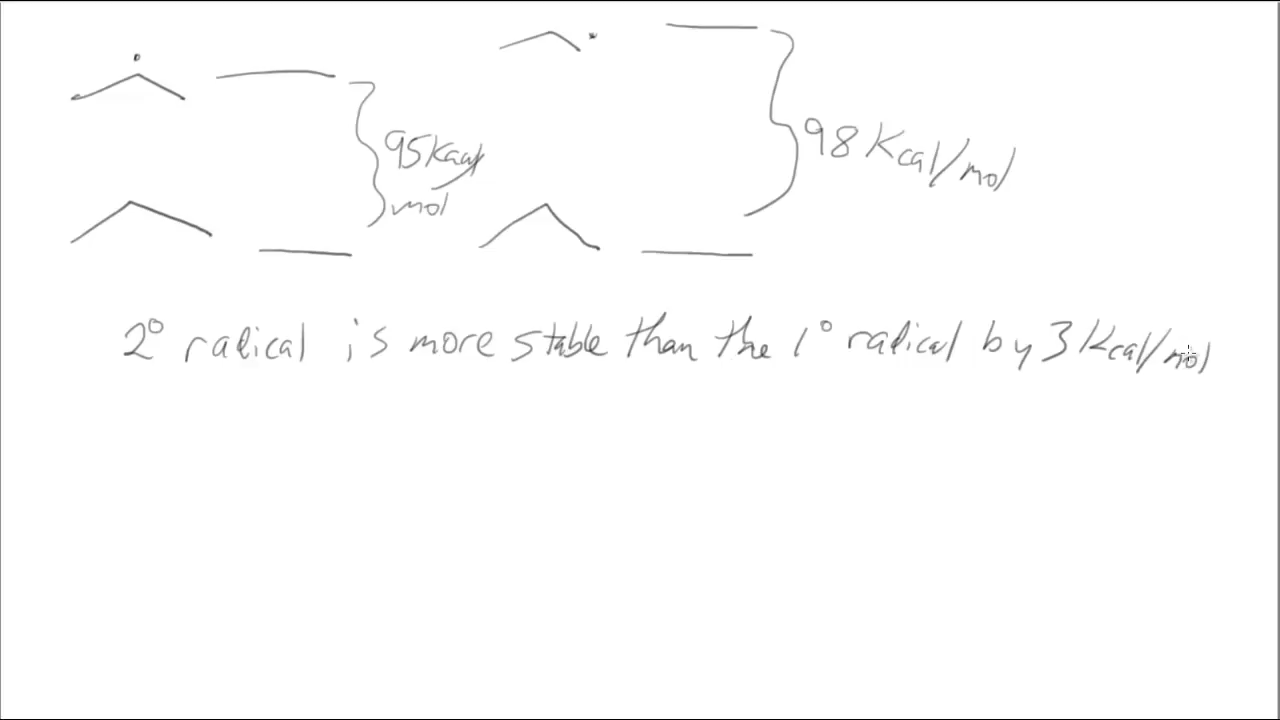 95 Kcal/
mol
98 Kcal/mol
2° radical is more stable than the 1° radical by 3 Kcal/mol